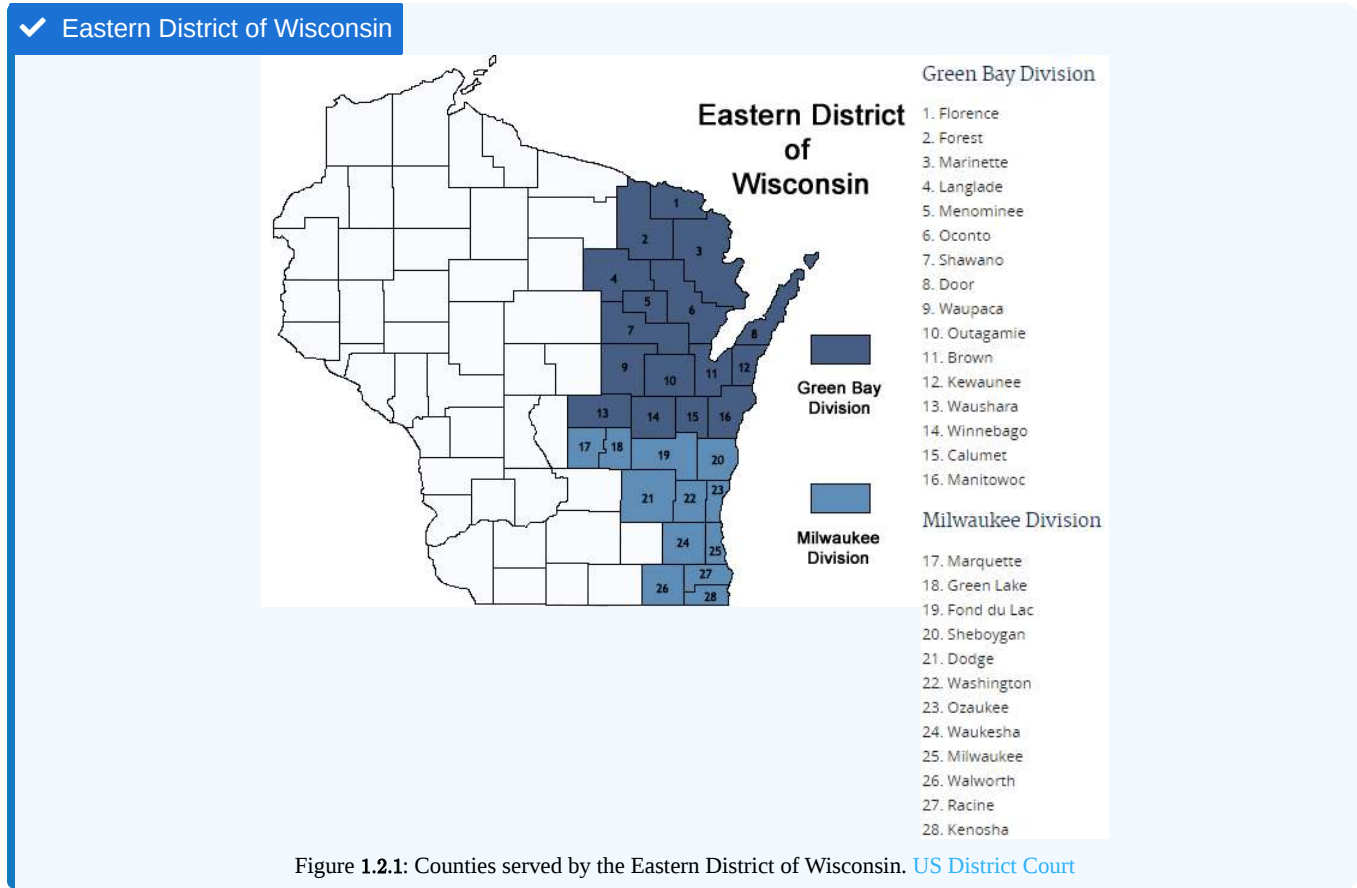 Eastern District of Wisconsin
Eastern District
of
Wisconsin
1
2
3
4
5
6
7
8
9
10
11
12
13
14
15
16
17
18
19
20
21
22
23
24
25
26
27
28
Green Bay
Division
Milwaukee
Division
Green Bay Division
1. Florence
2. Forest
3. Marinette
4. Langlade
5. Menominee
6. Oconto
7. Shawano
8. Door
9. Waupaca
10. Outagamie
11. Brown
12. Kewaunee
13. Waushara
14. Winnebago
15. Calumet
16. Manitowoc
Milwaukee Division
17. Marquette
18. Green Lake
19. Fond du Lac
20. Sheboygan
21. Dodge
22. Washington
23. Ozaukee
24. Waukesha
25. Milwaukee
26. Walworth
27. Racine
28. Kenosha
Figure 1.2.1: Counties served by the Eastern District of Wisconsin. US District Court